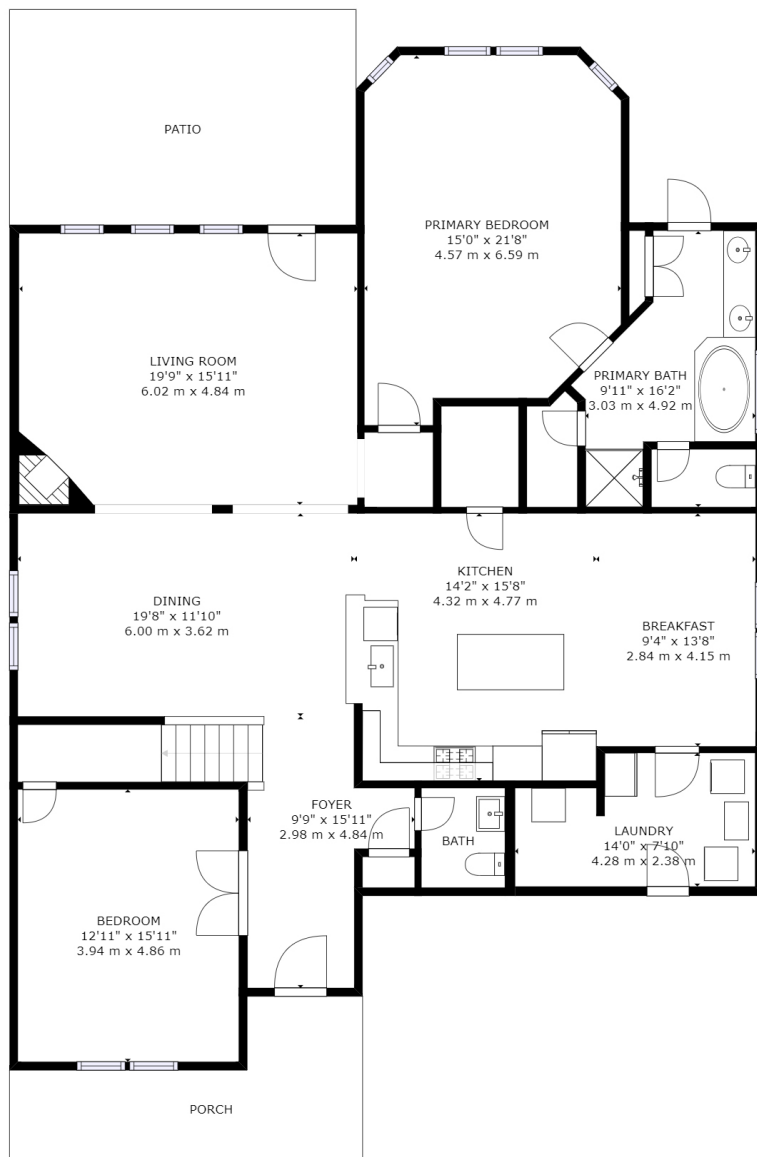 PATIO
PRIMARY BEDROOM
15'0" x 21'8"
4.57 m x 6.59 m
LIVING ROOM
19'9" x 15'11"
6.02 m x 4.84 m
PRIMARY BATH
9'11" x 16'2"
3.03 m x 4.92 m
DINING
19'8" x 11'10"
6.00 m x 3.62 m
KITCHEN
14'2" x 15'8"
4.32 m x 4.77 m
BREAKFAST
9'4" x 13'8"
2.84 m x 4.15 m
FOYER
9'9" x 15'11"
2.98 m x 4.84 m
BATH
LAUNDRY
14'0" x 7'10"
4.28 m x 2.38 m
BEDROOM
12'11" x 15'11"
3.94 m x 4.86 m
PORCH